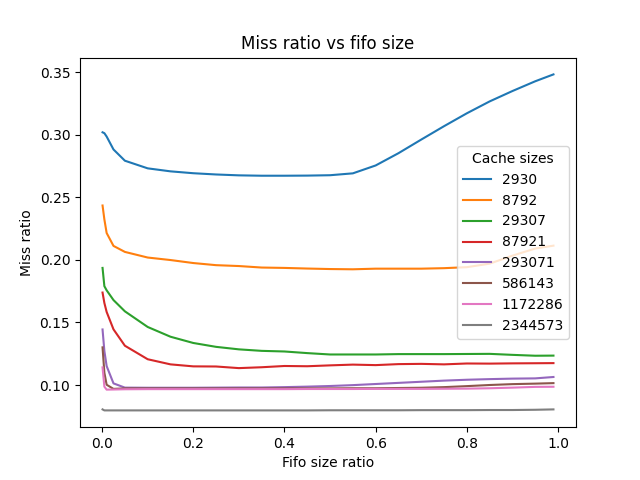 Miss ratio vs fifo size
0.35
0.30
0.25
0.20
0.15
0.10
Miss ratio
Cache sizes
2930
8792
29307
87921
293071
586143
1172286
2344573
0.0 0.2 0.4 0.6 0.8 1.0
Fifo size ratio